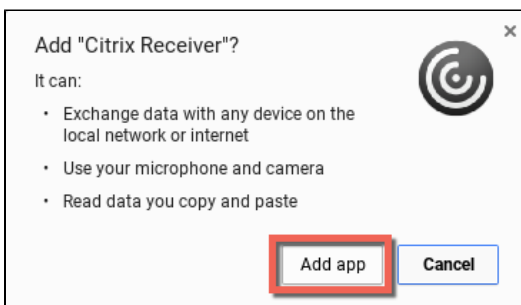 Add "Citrix Receiver"?
It can:
• Exchange data with any device on the
local network or internet
• Use your microphone and camera
• Read data you copy and paste
Add app Cancel